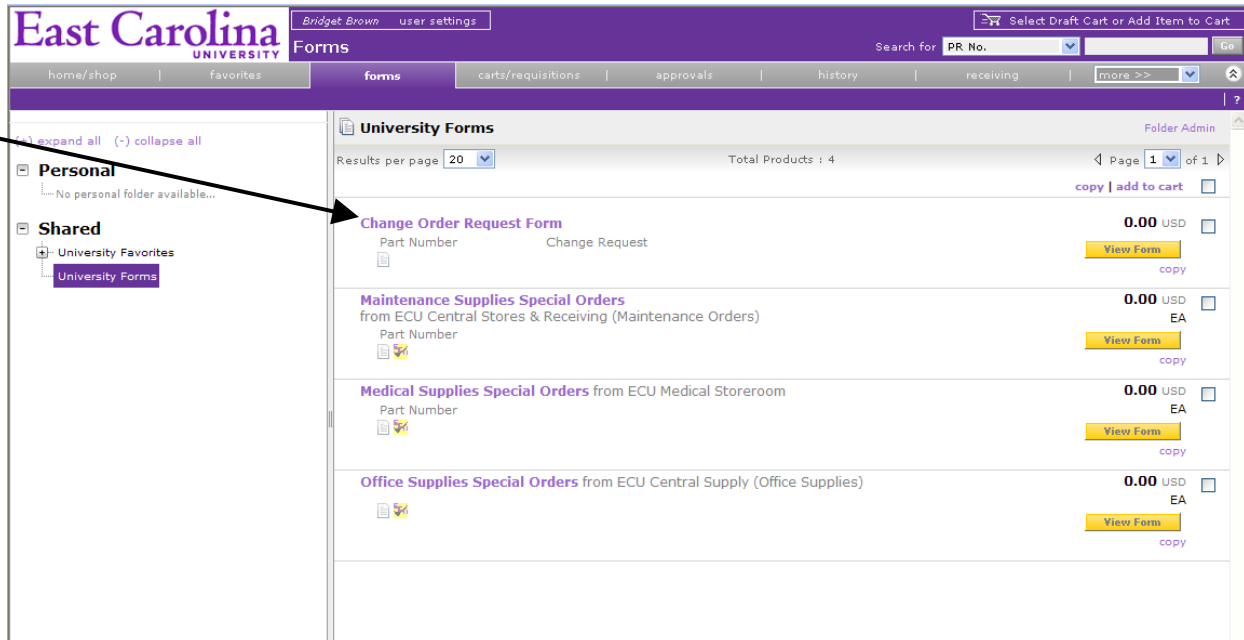 East Carolina
UNIVERSITY
Bridget Brown user settings
Select Draft Cart or Add Item to Cart
Forms
Search for PR No. Go
home/shop | favorites forms carts/requisitions | approvals | history | receiving | more >>
| ?
(+) expand all (-) collapse all
Personal
No personal folder available...
Shared
University Favorites
University Forms
University Forms
Folder Admin
Results per page 20 Total Products : 4 Page 1 of 1
copy | add to cart
Change Order Request Form 0.00 USD
Part Number Change Request
View Form
copy
Maintenance Supplies Special Orders 0.00 USD
from ECU Central Stores & Receiving (Maintenance Orders) EA
Part Number
View Form
copy
Medical Supplies Special Orders from ECU Medical Storeroom 0.00 USD
Part Number EA
View Form
copy
Office Supplies Special Orders from ECU Central Supply (Office Supplies) 0.00 USD
EA
View Form
copy